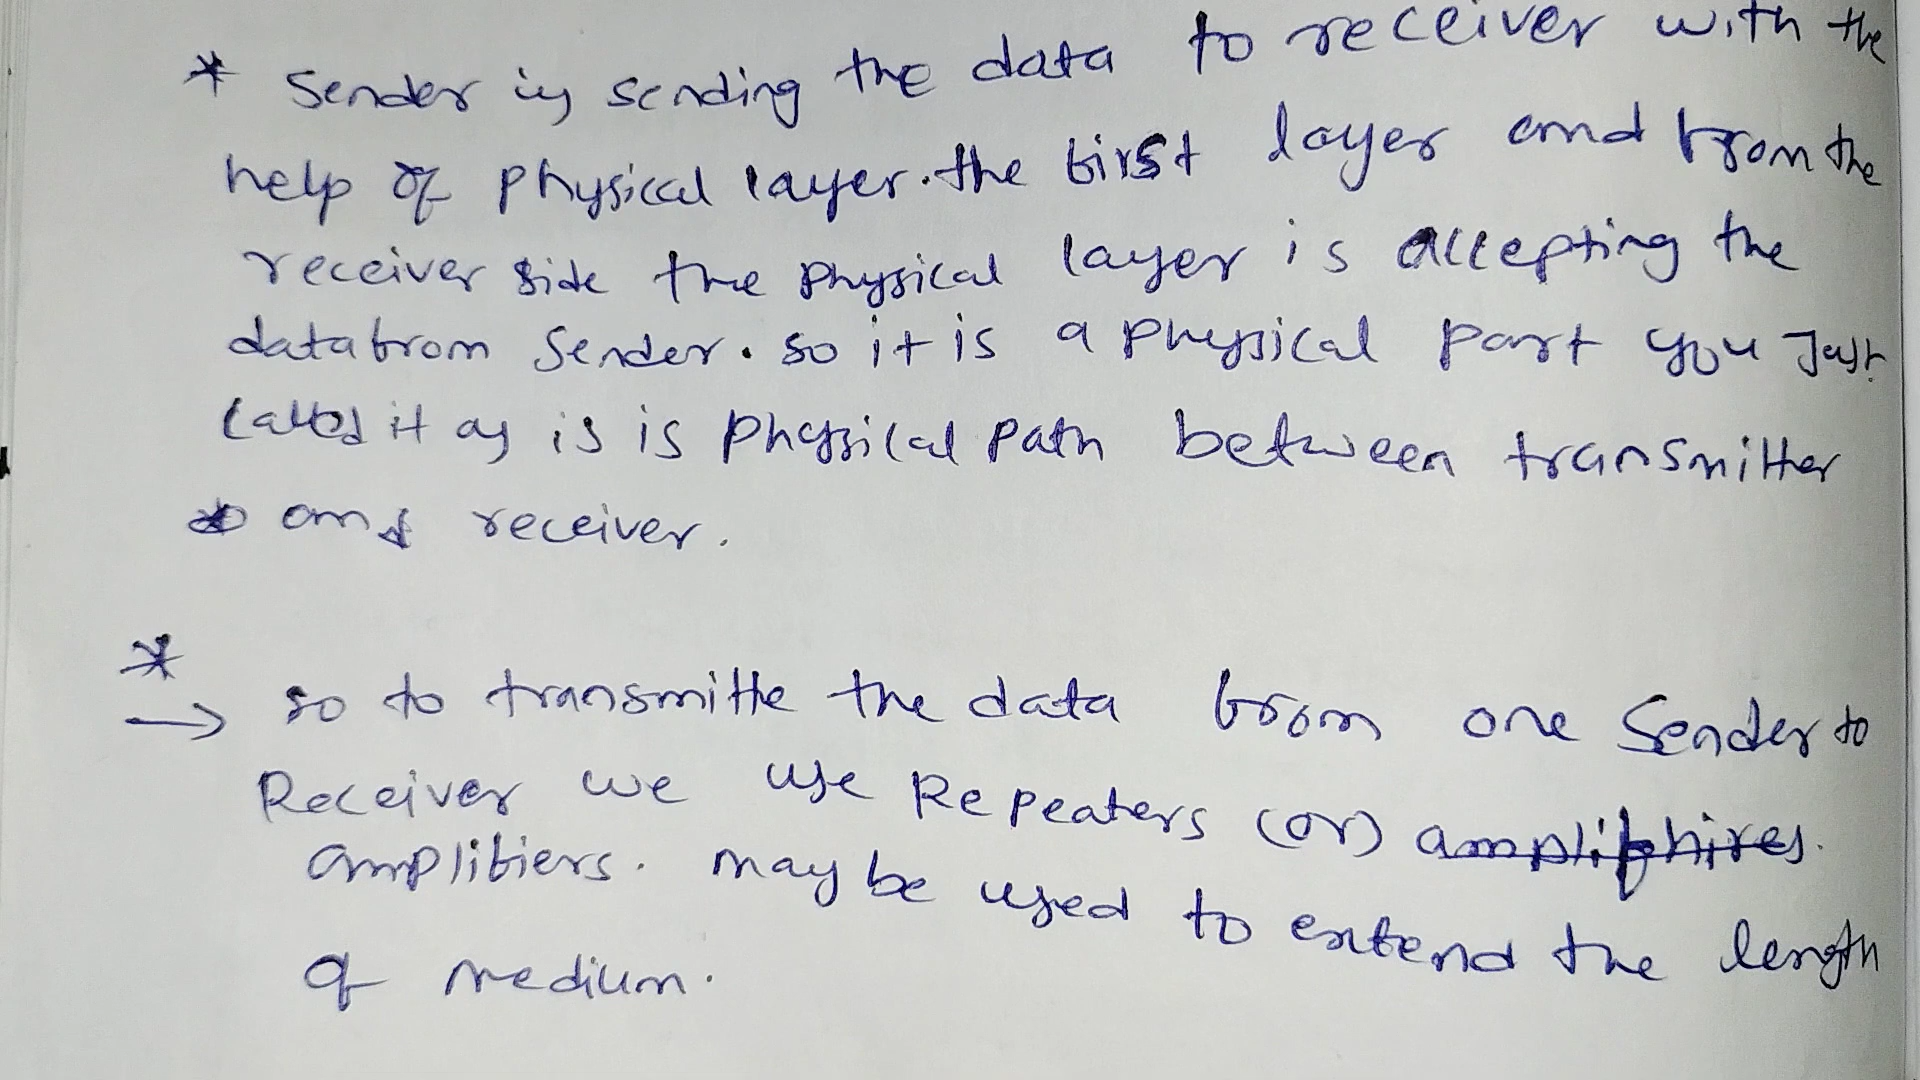 * Sender is sending the data to receiver with the
help of physical layer. the first layer and from the
receiver side the physical layer is accepting the
data from Sender. so it is a physical part you Just
called it as is is physical path between transmitter
and receiver.
*
→ so to transmitte the data from one Sender to
Receiver we use Repeaters (or) ampliphires.
amplifiers. may be used to extend the length
of medium.